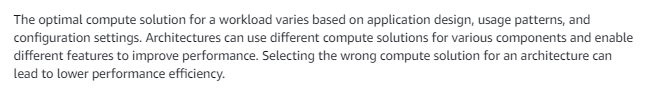 The optimal compute solution for a workload varies based on application design, usage patterns, and
configuration settings. Architectures can use different compute solutions for various components and enable
different features to improve performance. Selecting the wrong compute solution for an architecture can
lead to lower performance efficiency.